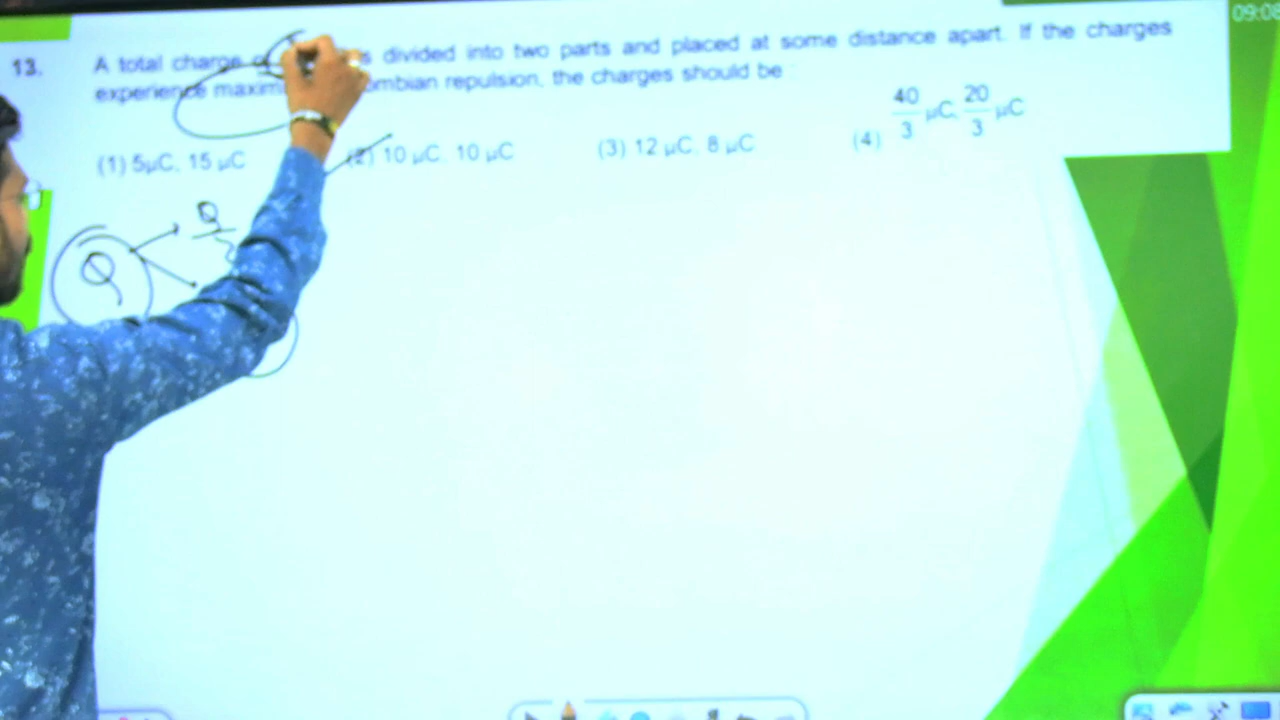 09:08
13. A total charge is divided into two parts and placed at some distance apart. If the charges
experience repulsion, the charges should be
(1) 5µC, 15 µC (2) 10 µC, 10 µC (3) 12 µC, 8 µC (4) 40/3 µC, 20/3 µC
Q Q